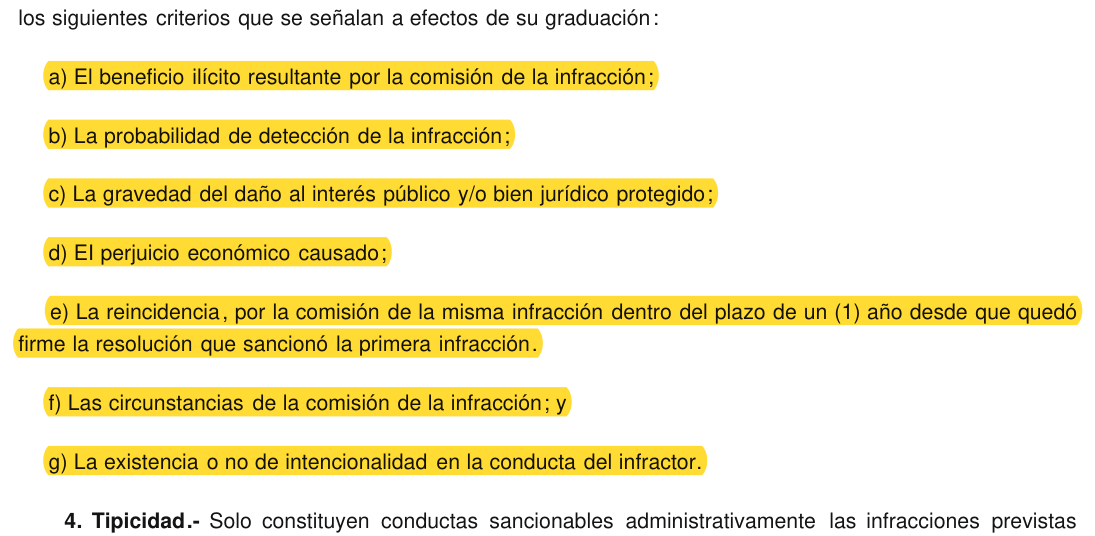 los siguientes criterios que se señalan a efectos de su graduación:
a) El beneficio ilícito resultante por la comisión de la infracción;
b) La probabilidad de detección de la infracción;
c) La gravedad del daño al interés público y/o bien jurídico protegido;
d) EI perjuicio económico causado;
e) La reincidencia, por la comisión de la misma infracción dentro del plazo de un (1) año desde que quedó
firme la resolución que sancionó la primera infracción.
f) Las circunstancias de la comisión de la infracción; y
g) La existencia o no de intencionalidad en la conducta del infractor.
4. Tipicidad.- Solo constituyen conductas sancionables administrativamente las infracciones previstas